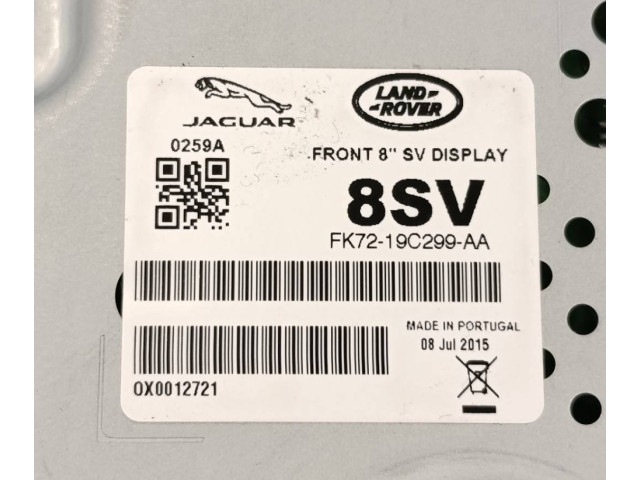 JAGUAR
LAND ROVER
0259A
FRONT 8" SV DISPLAY
8SV
FK72-19C299-AA
MADE IN PORTUGAL
08 Jul 2015
0X0012721